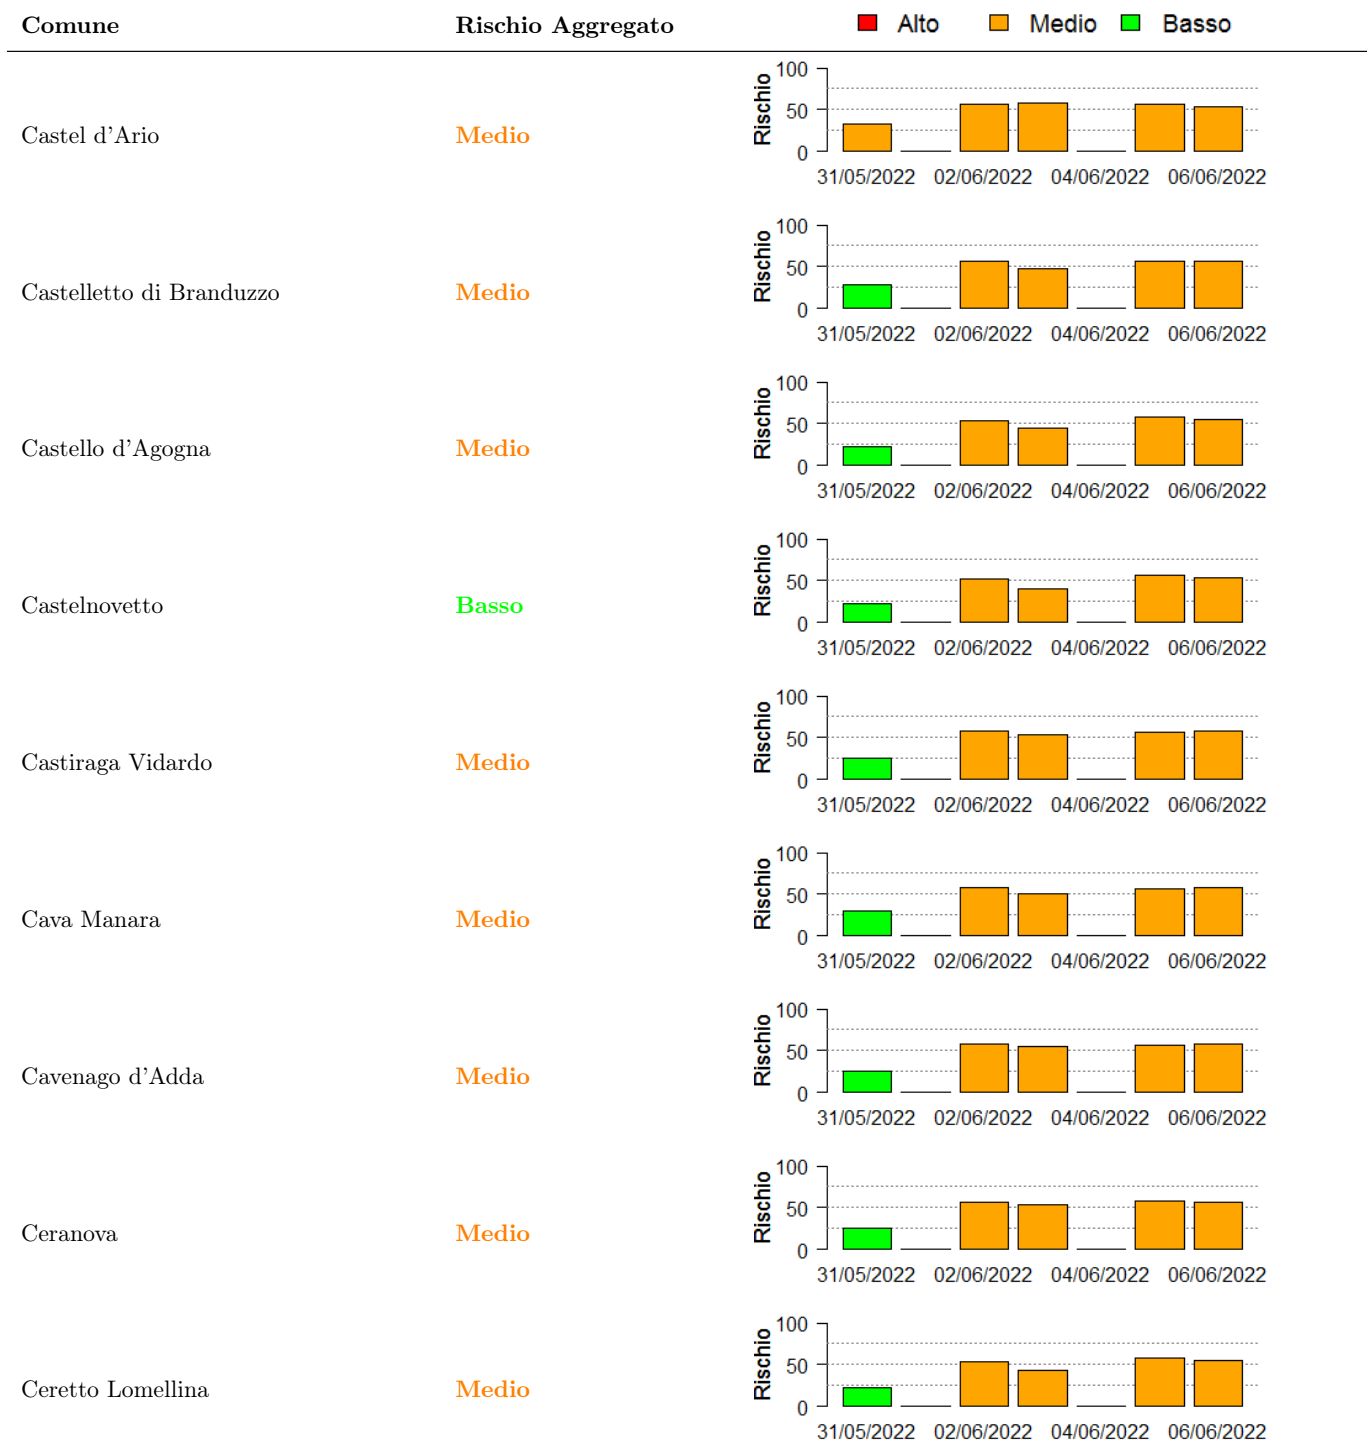 Comune Rischio Aggregato Alto Medio Basso
Castel d'Ario Medio
Rischio
100
50
0
31/05/2022 02/06/2022 04/06/2022 06/06/2022
Castelletto di Branduzzo Medio
Rischio
100
50
0
31/05/2022 02/06/2022 04/06/2022 06/06/2022
Castello d'Agogna Medio
Rischio
100
50
0
31/05/2022 02/06/2022 04/06/2022 06/06/2022
Castelnovetto Basso
Rischio
100
50
0
31/05/2022 02/06/2022 04/06/2022 06/06/2022
Castiraga Vidardo Medio
Rischio
100
50
0
31/05/2022 02/06/2022 04/06/2022 06/06/2022
Cava Manara Medio
Rischio
100
50
0
31/05/2022 02/06/2022 04/06/2022 06/06/2022
Cavenago d'Adda Medio
Rischio
100
50
0
31/05/2022 02/06/2022 04/06/2022 06/06/2022
Ceranova Medio
Rischio
100
50
0
31/05/2022 02/06/2022 04/06/2022 06/06/2022
Ceretto Lomellina Medio
Rischio
100
50
0
31/05/2022 02/06/2022 04/06/2022 06/06/2022